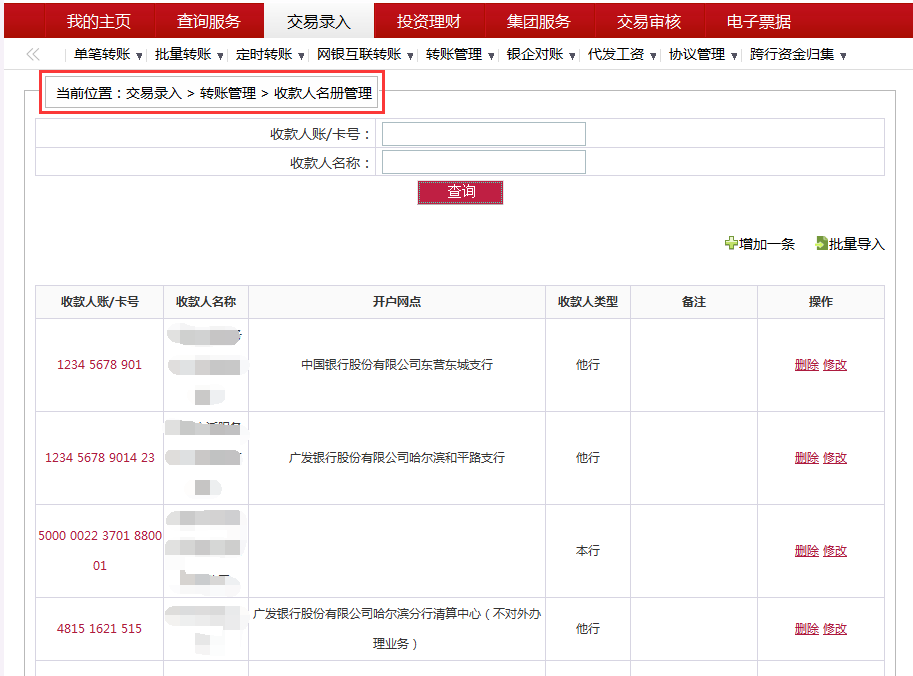 我的主页 查询服务 交易录入 投资理财 集团服务 交易审核 电子票据
单笔转账 批量转账 定时转账 网银互联转账 转账管理 银企对账 代发工资 协议管理 跨行资金归集
当前位置：交易录入 > 转账管理 > 收款人名册管理
收款人账/卡号：
收款人名称：
查询
增加一条 批量导入
收款人账/卡号 收款人名称 开户网点 收款人类型 备注 操作
1234 5678 901 中国银行股份有限公司东营东城支行 他行 删除 修改
1234 5678 9014 23 广发银行股份有限公司哈尔滨和平路支行 他行 删除 修改
5000 0022 3701 8800
01
本行 删除 修改
4815 1621 515
广发银行股份有限公司哈尔滨分行清算中心（不对外办
理业务）
他行 删除 修改